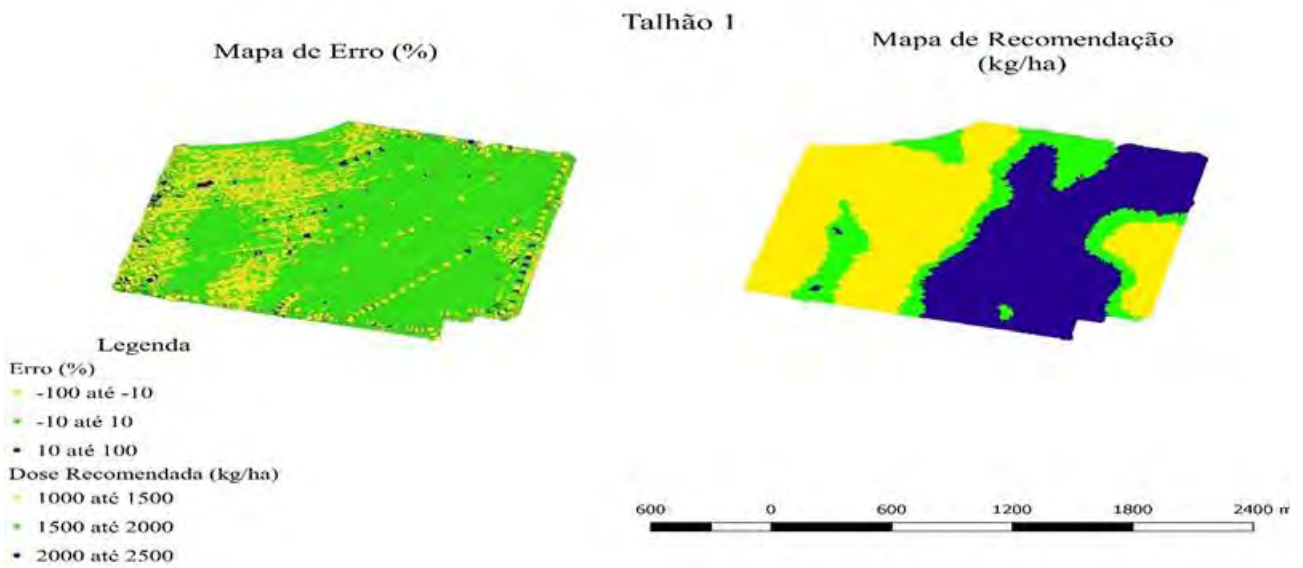 Talhão 1
Mapa de Erro (%)
Mapa de Recomendação
(kg/ha)
Legenda
Erro (%)
-100 até -10
-10 até 10
10 até 100
Dose Recomendada (kg/ha)
1000 até 1500
1500 até 2000
2000 até 2500
600 0 600 1200 1800 2400 m